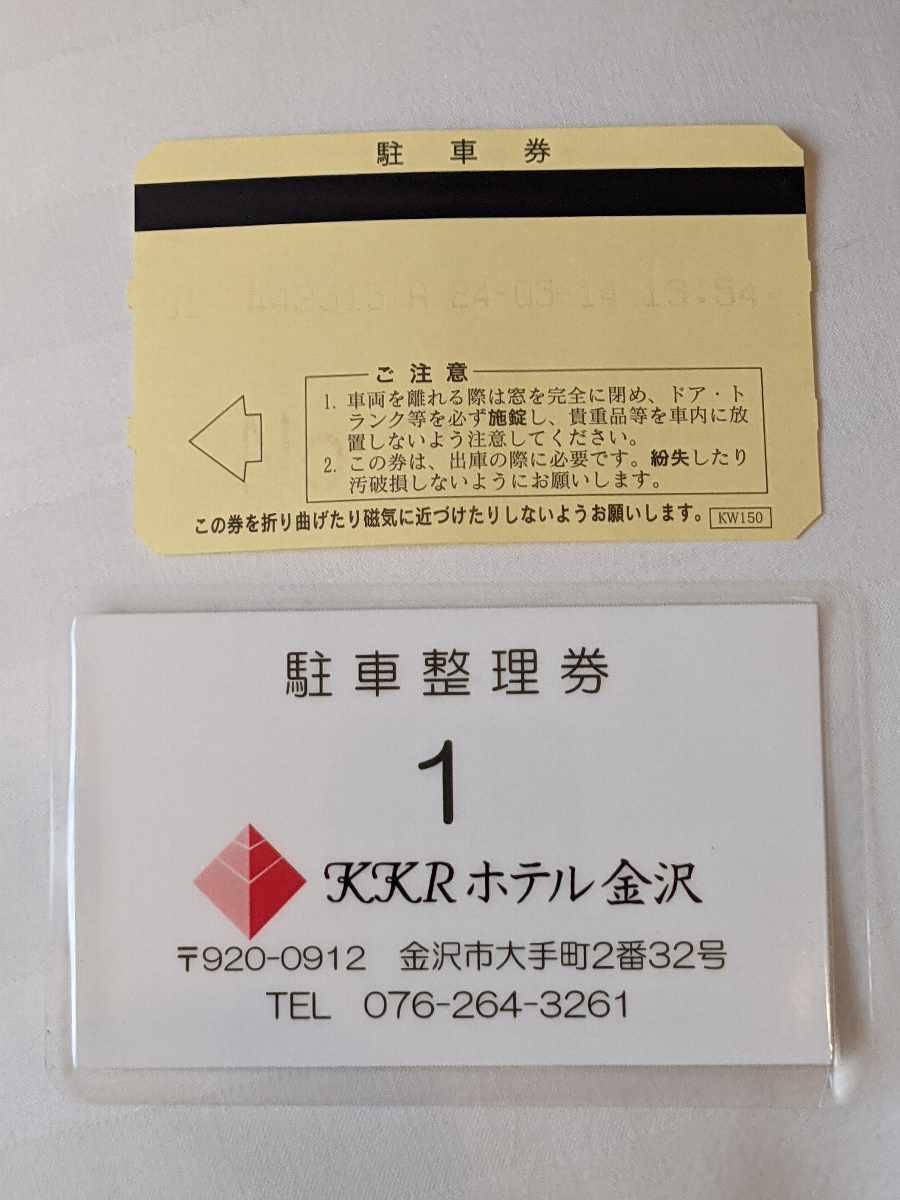 駐車券
ご注意
1. 車両を離れる際は窓を完全に閉め、ドア・ト
ランク等を必ず施錠し、貴重品等を車内に放
置しないよう注意してください。
2. この券は、出庫の際に必要です。紛失したり
汚破損しないようにお願いします。
この券を折り曲げたり磁気に近づけたりしないようお願いします。 KW150
駐車整理券
1
KKRホテル金沢
〒920-0912 金沢市大手町2番32号
TEL 076-264-3261